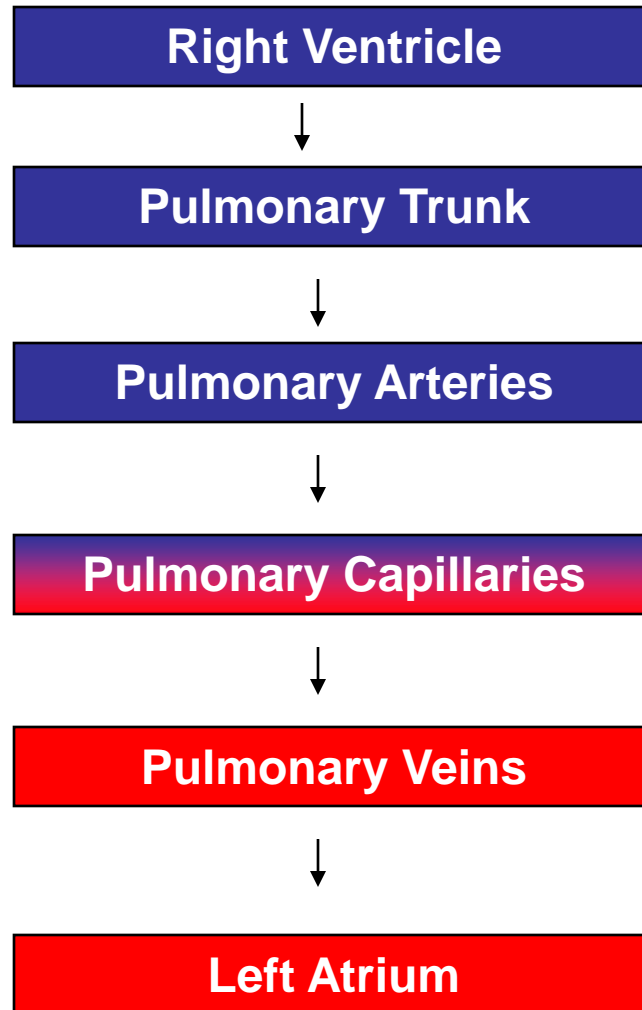 Right Ventricle
Pulmonary Trunk
Pulmonary Arteries
Pulmonary Capillaries
Pulmonary Veins
Left Atrium